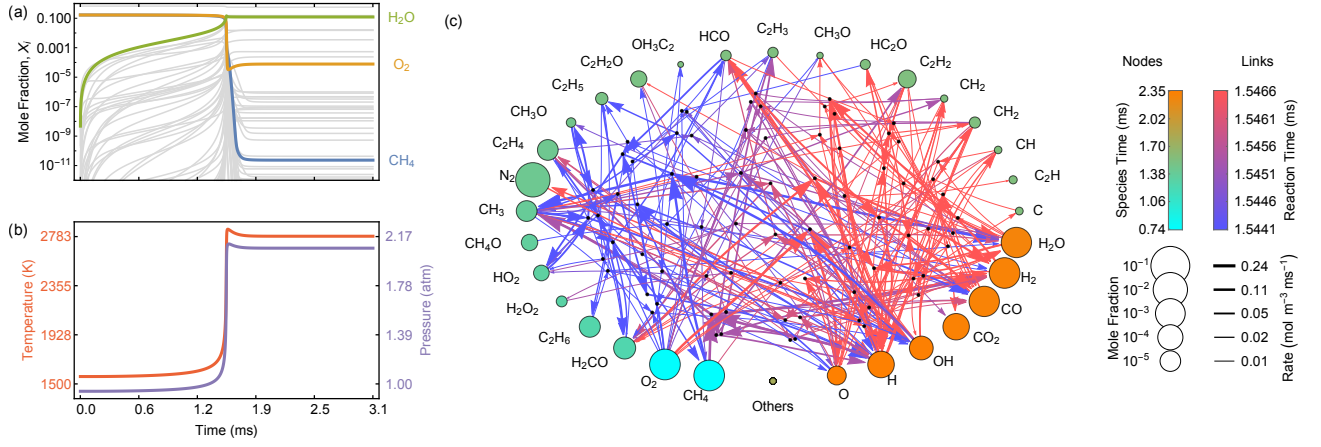 (a)
Mole Fraction, Xj
0.100
0.001
10⁻⁵
10⁻⁷
10⁻⁹
10⁻¹¹
H₂O
O₂
CH₄
(b)
Temperature (K)
2783
2355
1928
1500
2.17
1.78
1.39
1.00
Pressure (atm)
0.0 0.6 1.2 1.9 2.5 3.1
Time (ms)
(c)
HCO
C₂H₃
CH₃O
HC₂O
C₂H₂
CH₂
CH₂
CH
C₂H
C
H₂O
H₂
CO
CO₂
OH
H
O
Others
CH₄
O₂
H₂CO
C₂H₆
H₂O₂
HO₂
CH₄O
CH₃
N₂
C₂H₄
CH₃O
C₂H₅
C₂H₂O
OH₃C₂
Nodes
Species Time (ms)
2.35
2.02
1.70
1.38
1.06
0.74
Links
1.5466
1.5461
1.5456
1.5451
1.5446
1.5441
Reaction Time (ms)
Mole Fraction
10⁻¹
10⁻²
10⁻³
10⁻⁴
10⁻⁵
0.24
0.11
0.05
0.02
0.01
Rate (mol m⁻³ ms⁻¹)